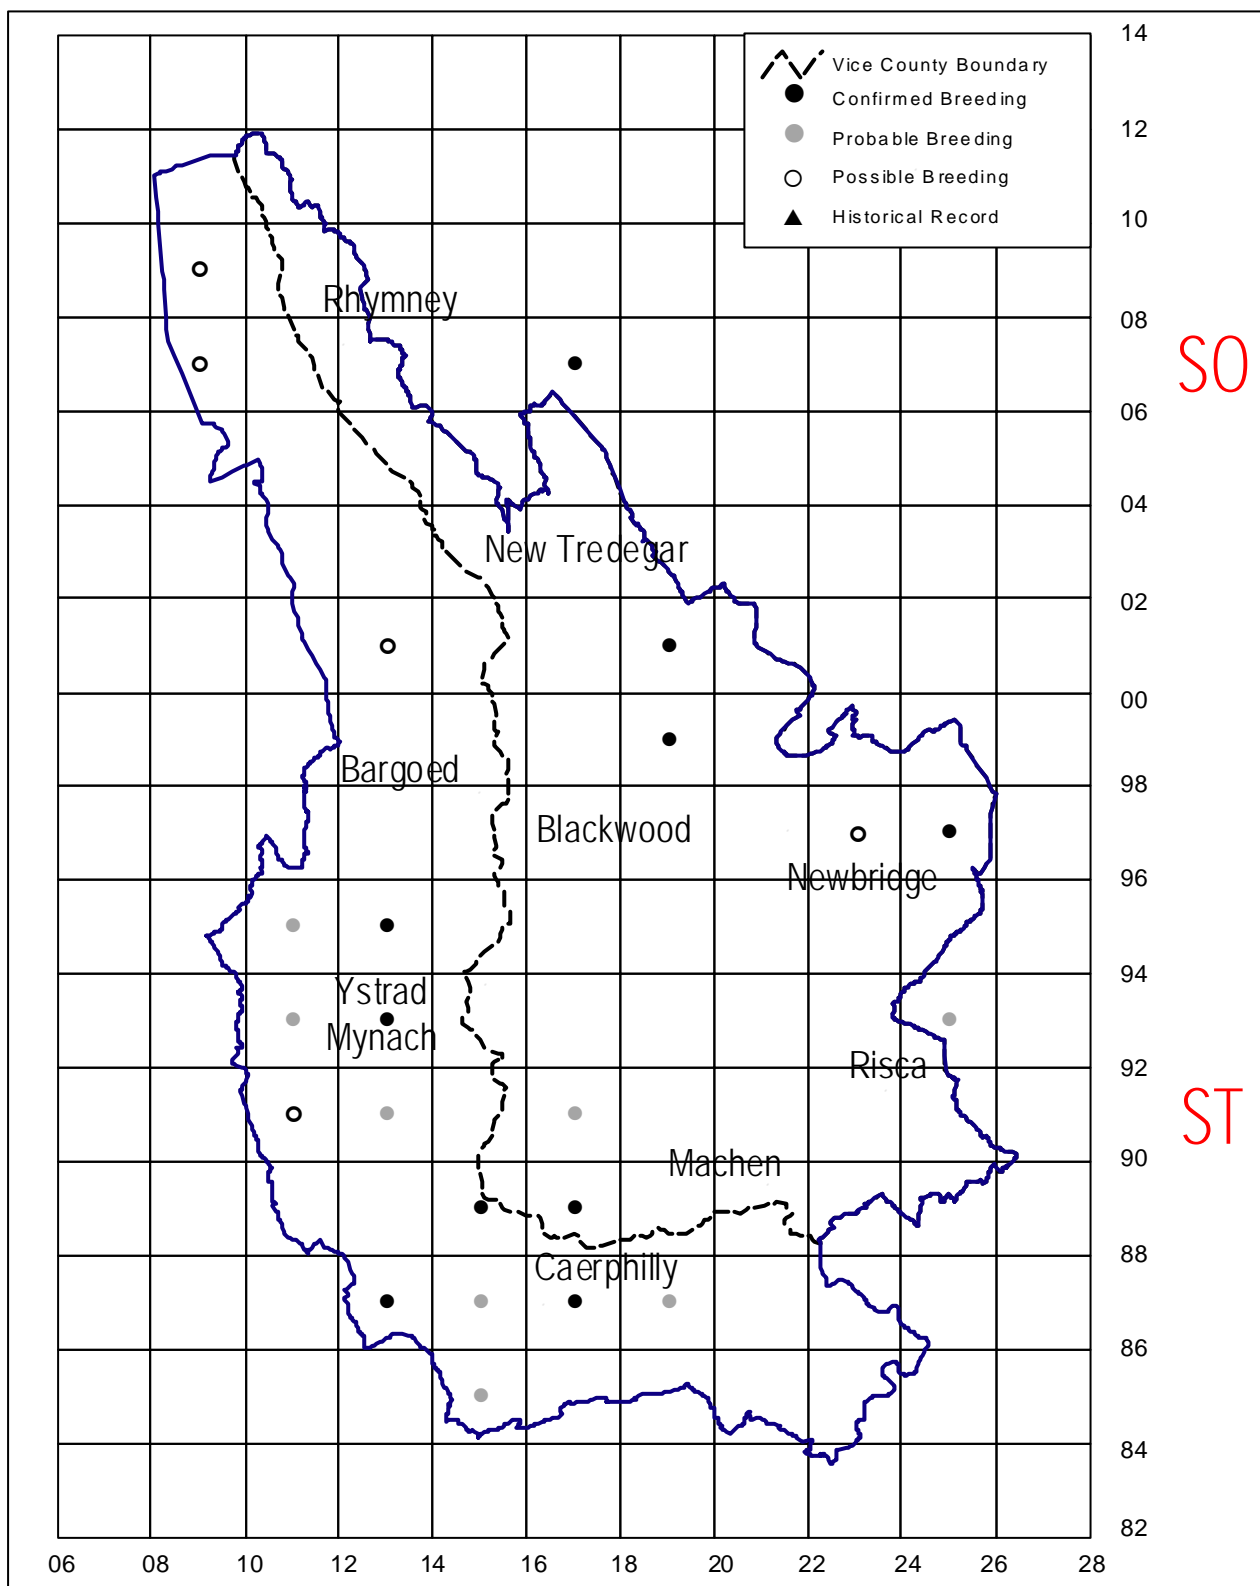 14
Vice County Boundary
Confirmed Breeding
Probable Breeding
Possible Breeding
Historical Record
12
10
Rhymney
08
SO
06
04
New Tredegar
02
00
Bargoed
98
Blackwood
Newbridge
96
94
Ystrad
Mynach
Risca
92
ST
Machen
90
88
Caerphilly
86
84
82
06 08 10 12 14 16 18 20 22 24 26 28